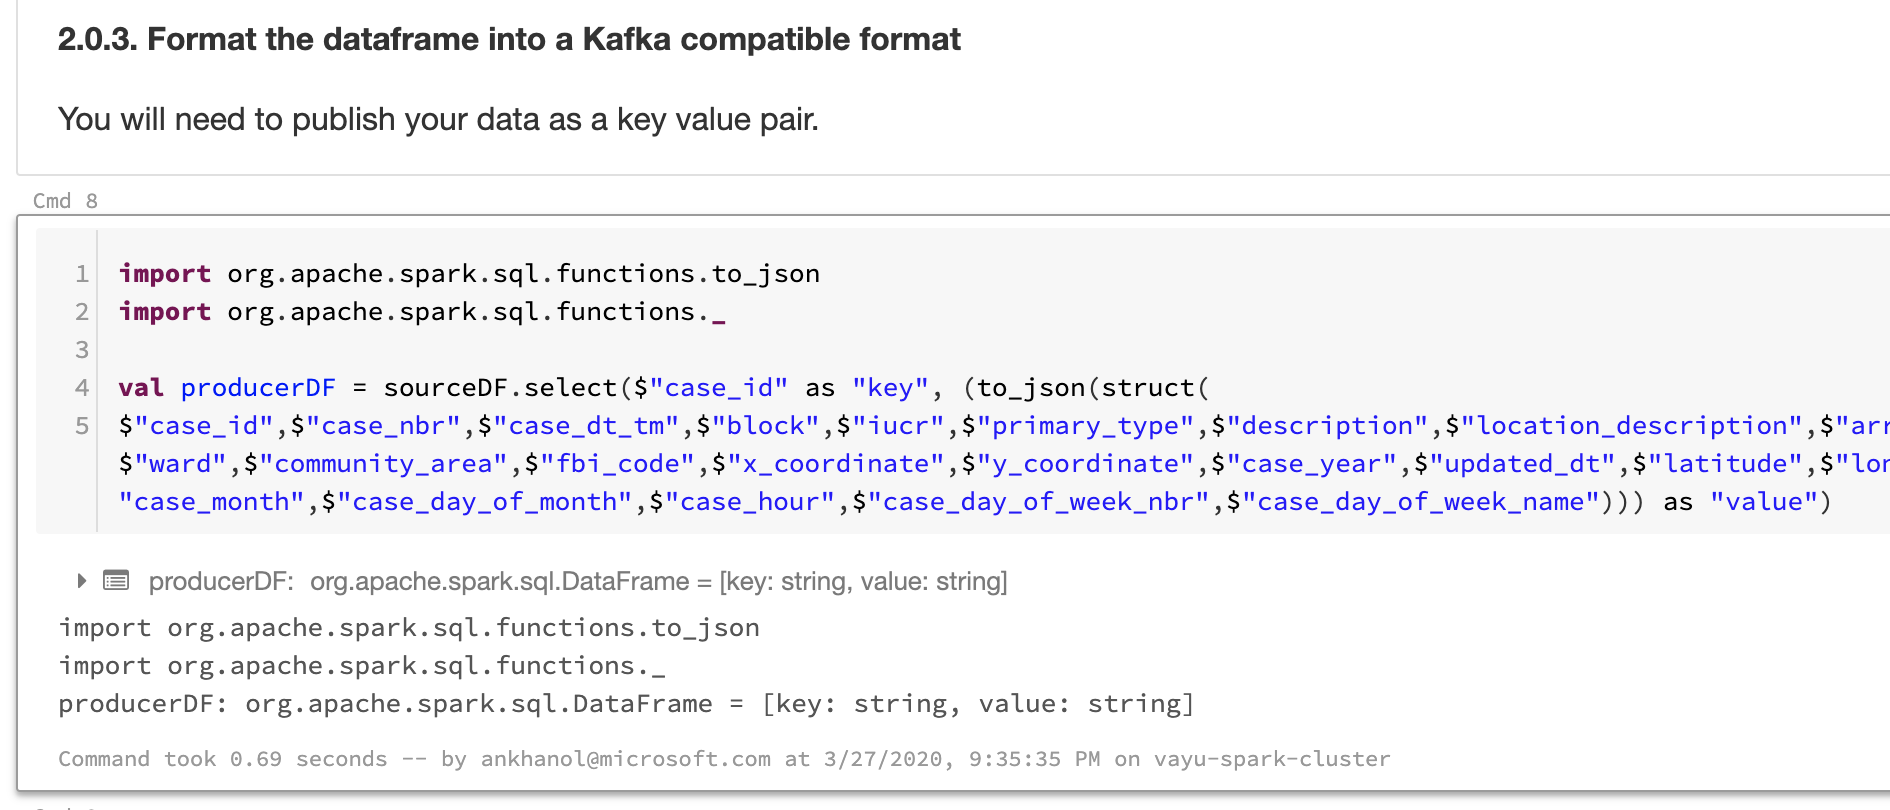 2.0.3. Format the dataframe into a Kafka compatible format
You will need to publish your data as a key value pair.
Cmd 8
1 import org.apache.spark.sql.functions.to_json
2 import org.apache.spark.sql.functions._
3
4 val producerDF = sourceDF.select($"case_id" as "key", (to_json(struct(
5 $"case_id",$"case_nbr",$"case_dt_tm",$"block",$"iucr",$"primary_type",$"description",$"location_description",$"arr
$"ward",$"community_area",$"fbi_code",$"x_coordinate",$"y_coordinate",$"case_year",$"updated_dt",$"latitude",$"lon
"case_month",$"case_day_of_month",$"case_hour",$"case_day_of_week_nbr",$"case_day_of_week_name"))) as "value")
producerDF: org.apache.spark.sql.DataFrame = [key: string, value: string]
import org.apache.spark.sql.functions.to_json
import org.apache.spark.sql.functions._
producerDF: org.apache.spark.sql.DataFrame = [key: string, value: string]
Command took 0.69 seconds -- by ankhanol@microsoft.com at 3/27/2020, 9:35:35 PM on vayu-spark-cluster